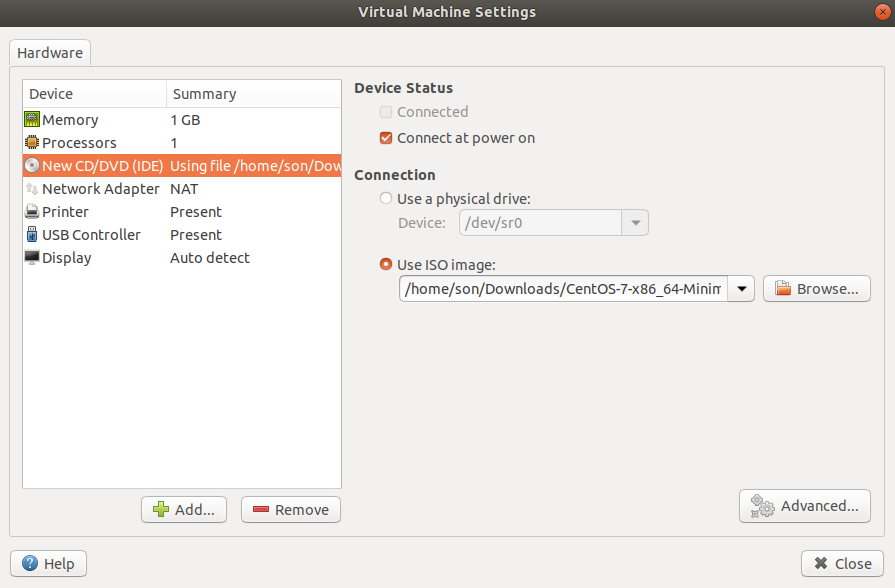 Virtual Machine Settings
Hardware
Device Summary
Memory 1 GB
Processors 1
New CD/DVD (IDE) Using file /home/son/Dow
Network Adapter NAT
Printer Present
USB Controller Present
Display Auto detect
Add...
Remove
Device Status
Connected
Connect at power on
Connection
Use a physical drive:
Device: /dev/sr0
Use ISO image:
/home/son/Downloads/CentOS-7-x86_64-Minim
Browse...
Advanced...
Help
Close